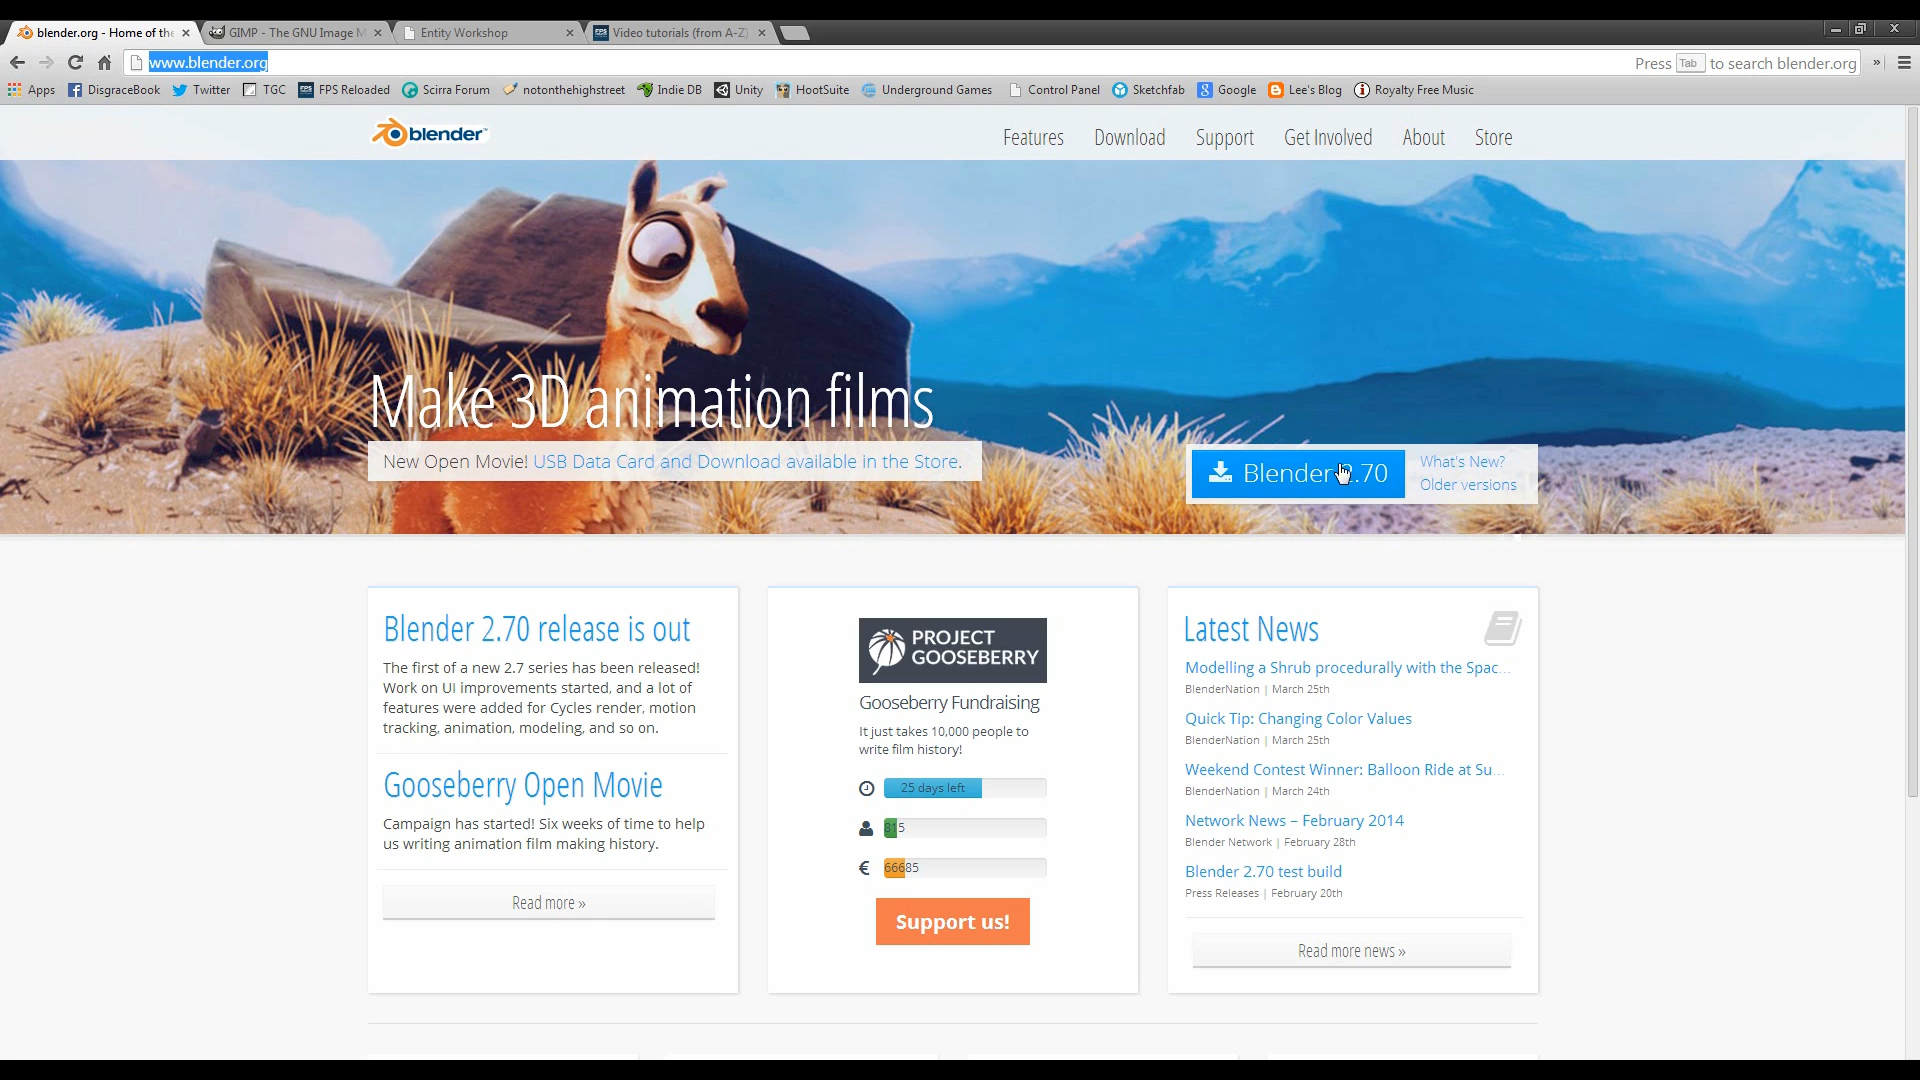 blender.org - Home of the
GIMP - The GNU Image M
Entity Workshop
Video tutorials (from A-Z)
www.blender.org
Press Tab to search blender.org
Apps
DisgraceBook
Twitter
TGC
FPS Reloaded
Scirra Forum
notonthehighstreet
Indie DB
Unity
HootSuite
Underground Games
Control Panel
Sketchfab
Google
Lee's Blog
Royalty Free Music
blender
Features
Download
Support
Get Involved
About
Store
Make 3D animation films
New Open Movie! USB Data Card and Download available in the Store.
Blender 2.70
What's New?
Older versions
Blender 2.70 release is out
The first of a new 2.7 series has been released!
Work on UI improvements started, and a lot of
features were added for Cycles render, motion
tracking, animation, modeling, and so on.
Gooseberry Open Movie
Campaign has started! Six weeks of time to help
us writing animation film making history.
Read more »
PROJECT
GOOSEBERRY
Gooseberry Fundraising
It just takes 10,000 people to
write film history!
25 days left
815
€ 66685
Support us!
Latest News
Modelling a Shrub procedurally with the Spac...
BlenderNation | March 25th
Quick Tip: Changing Color Values
BlenderNation | March 25th
Weekend Contest Winner: Balloon Ride at Su...
BlenderNation | March 24th
Network News – February 2014
Blender Network | February 28th
Blender 2.70 test build
Press Releases | February 20th
Read more news »